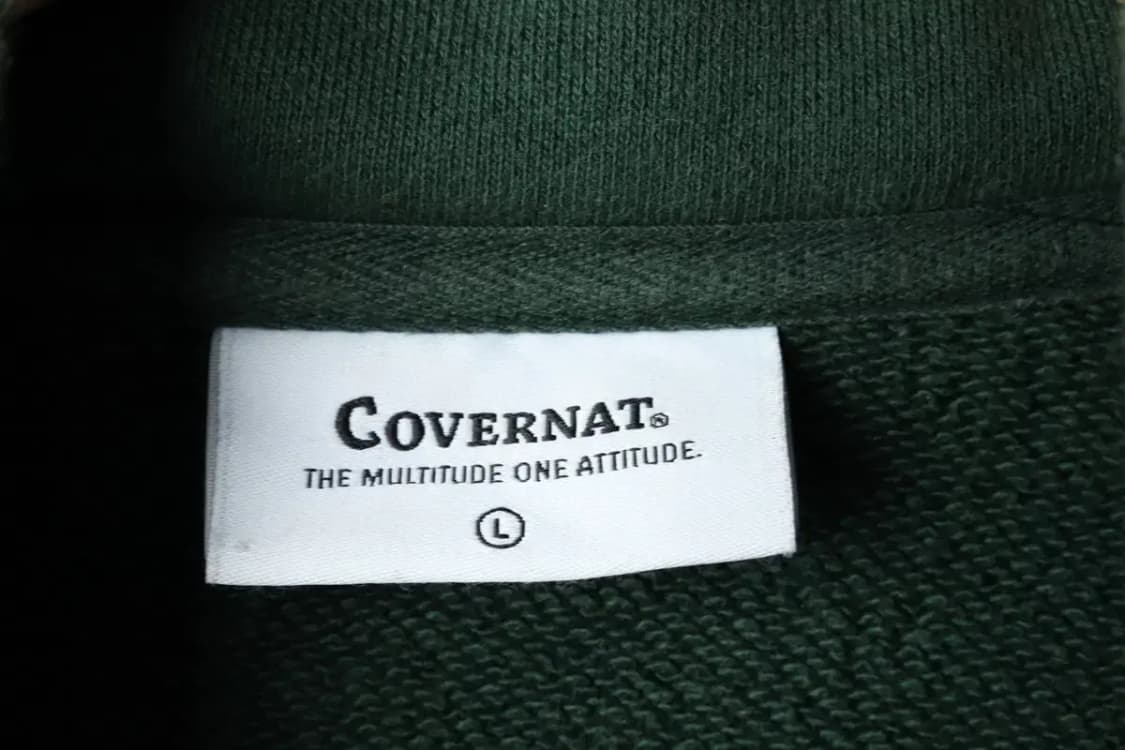 COVERNAT®
THE MULTITUDE ONE ATTITUDE.
L